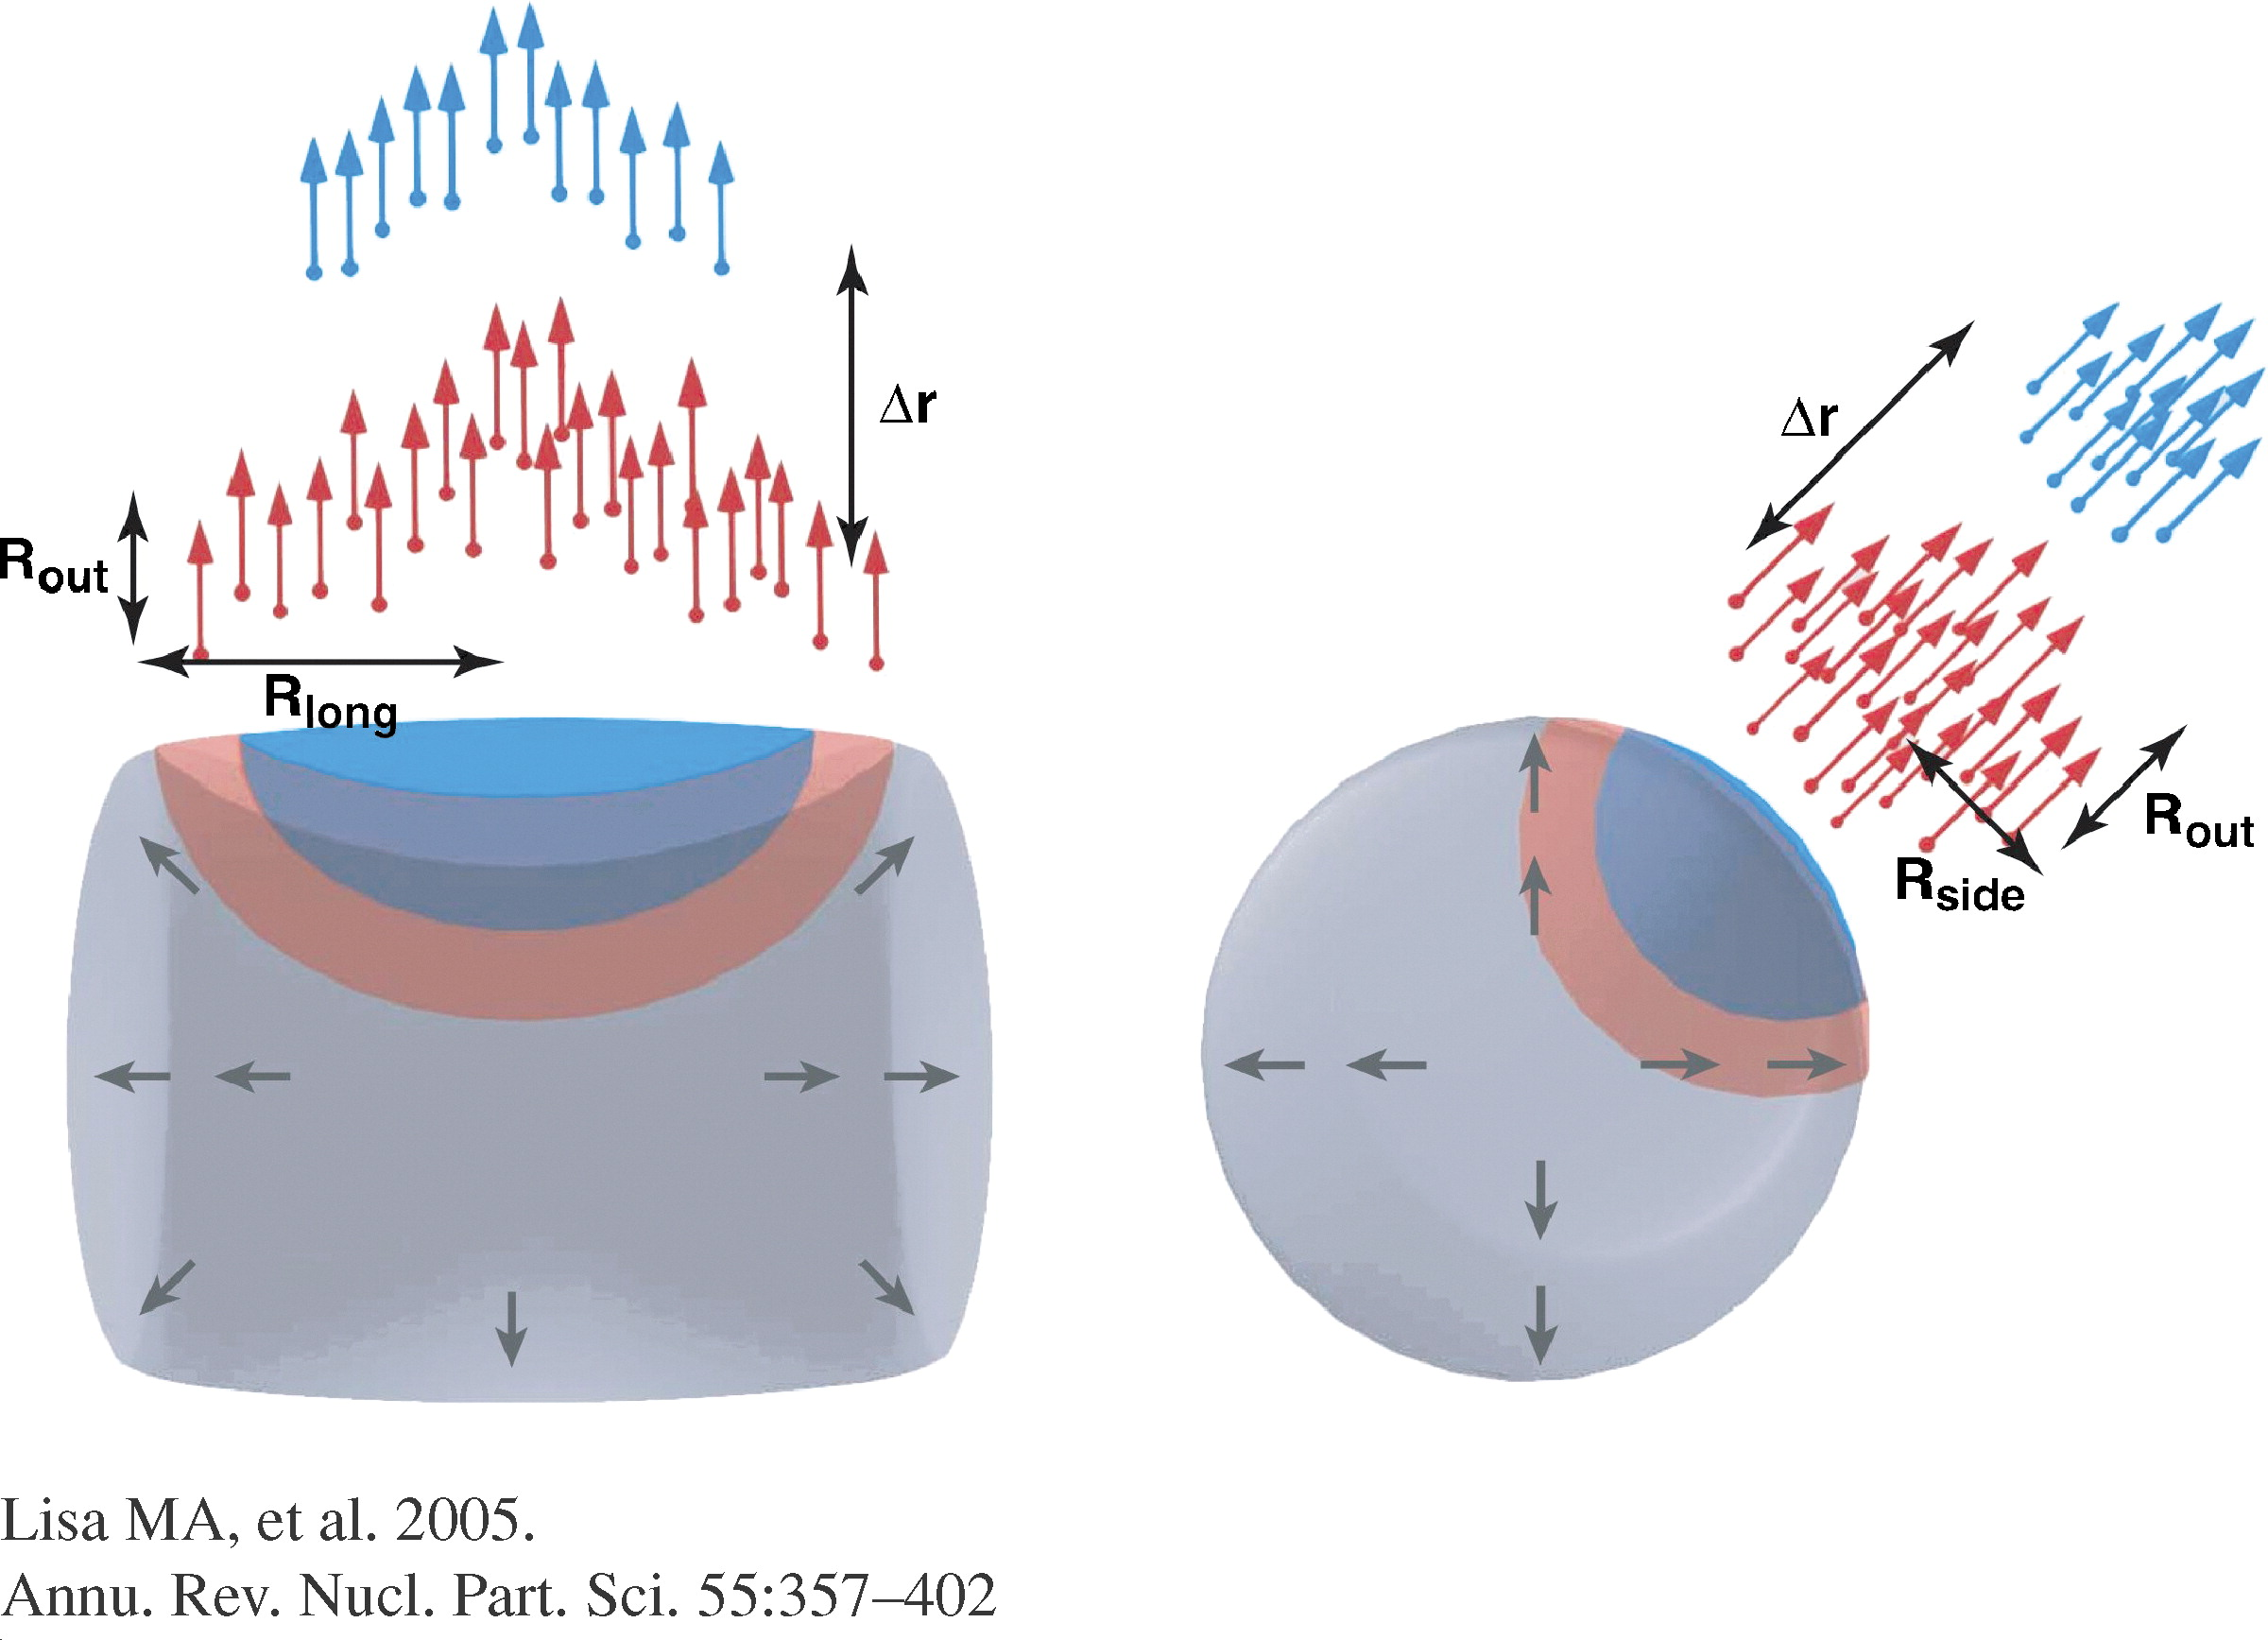 Δr
Rout
Rlong
Δr
Rout
Rside
Lisa MA, et al. 2005.
Annu. Rev. Nucl. Part. Sci. 55:357–402